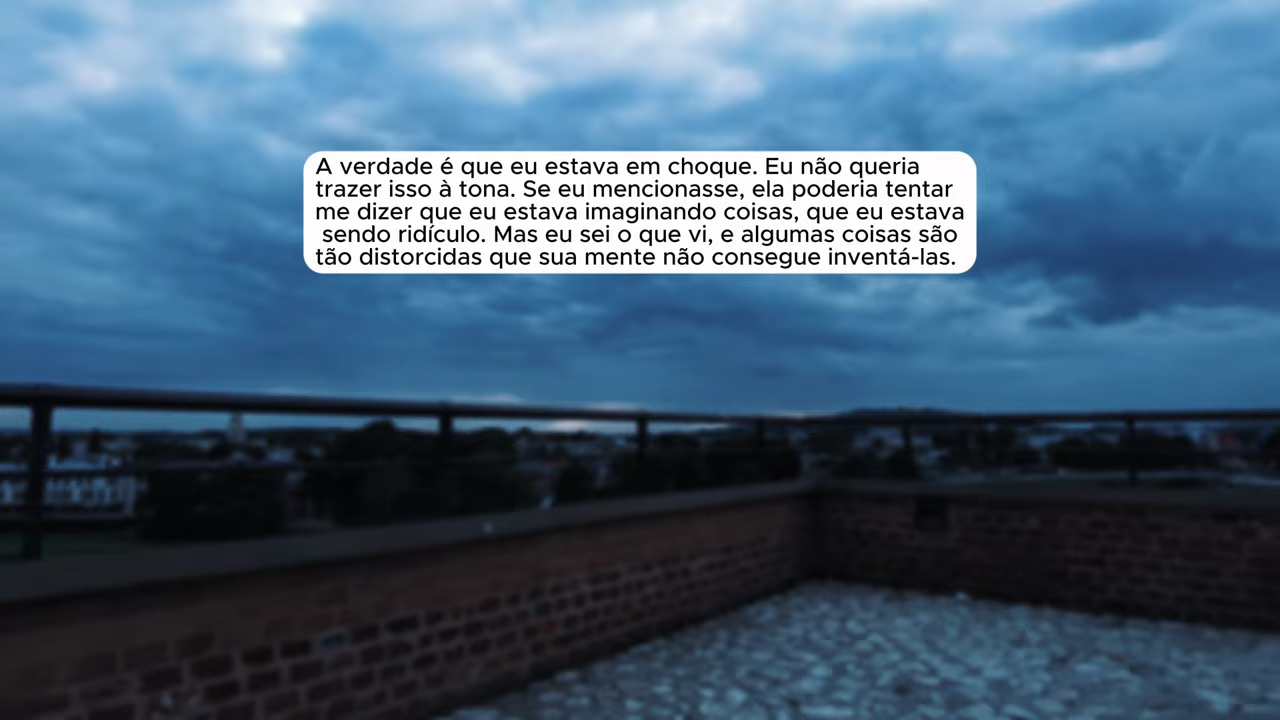 A verdade é que eu estava em choque. Eu não queria
trazer isso à tona. Se eu mencionasse, ela poderia tentar
me dizer que eu estava imaginando coisas, que eu estava
sendo ridículo. Mas eu sei o que vi, e algumas coisas são
tão distorcidas que sua mente não consegue inventá-las.